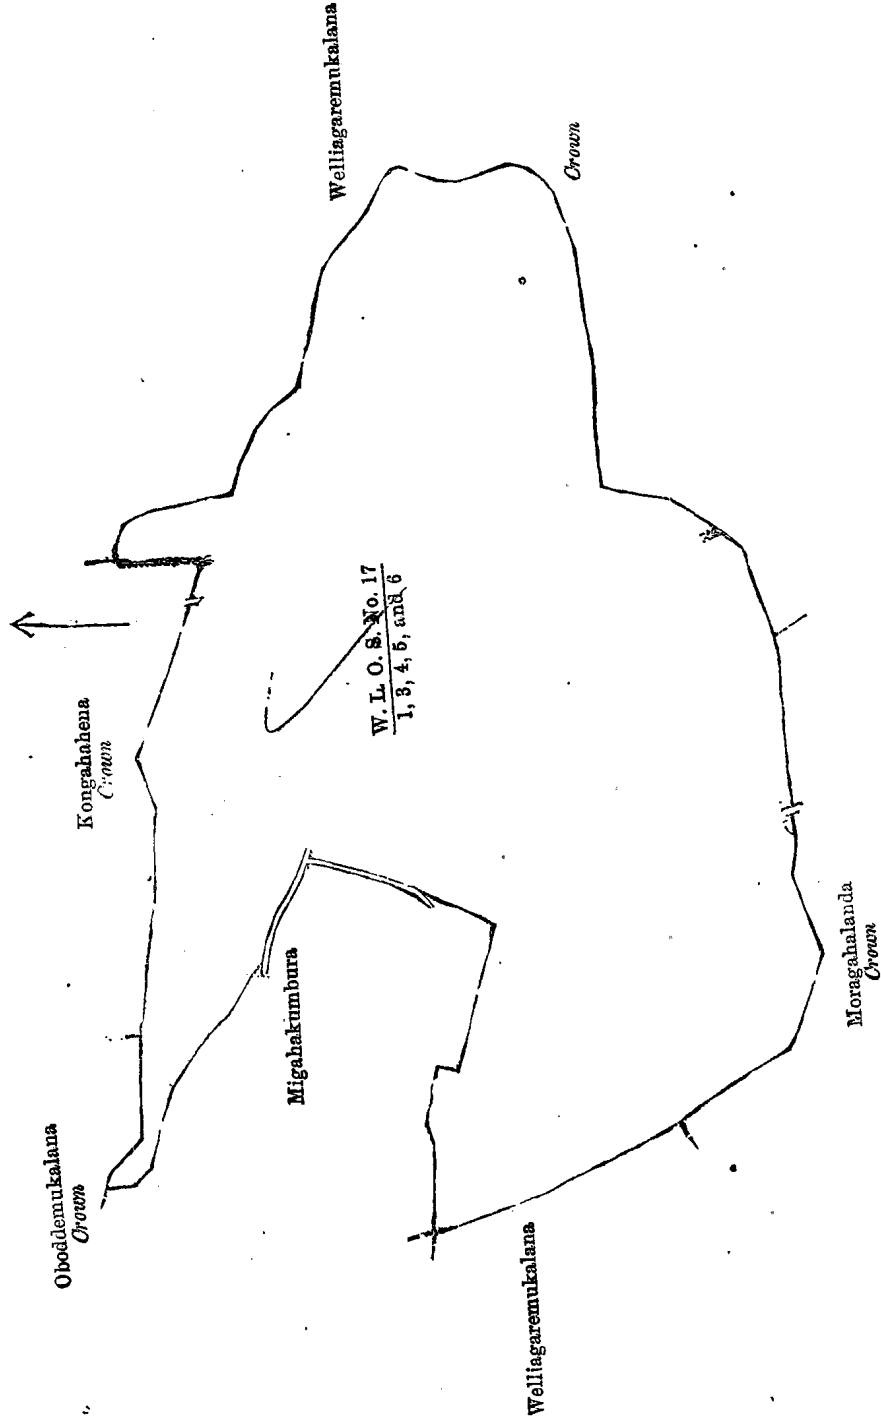 Oboddemukalana
Crown
Kongahahena
Crown
Welliagaremukalana
Crown
Migahakumbura
W. L. O. S. No. 17
1, 3, 4, 5, and 6
Welliagaremukalana
Moragahalanda
Crown